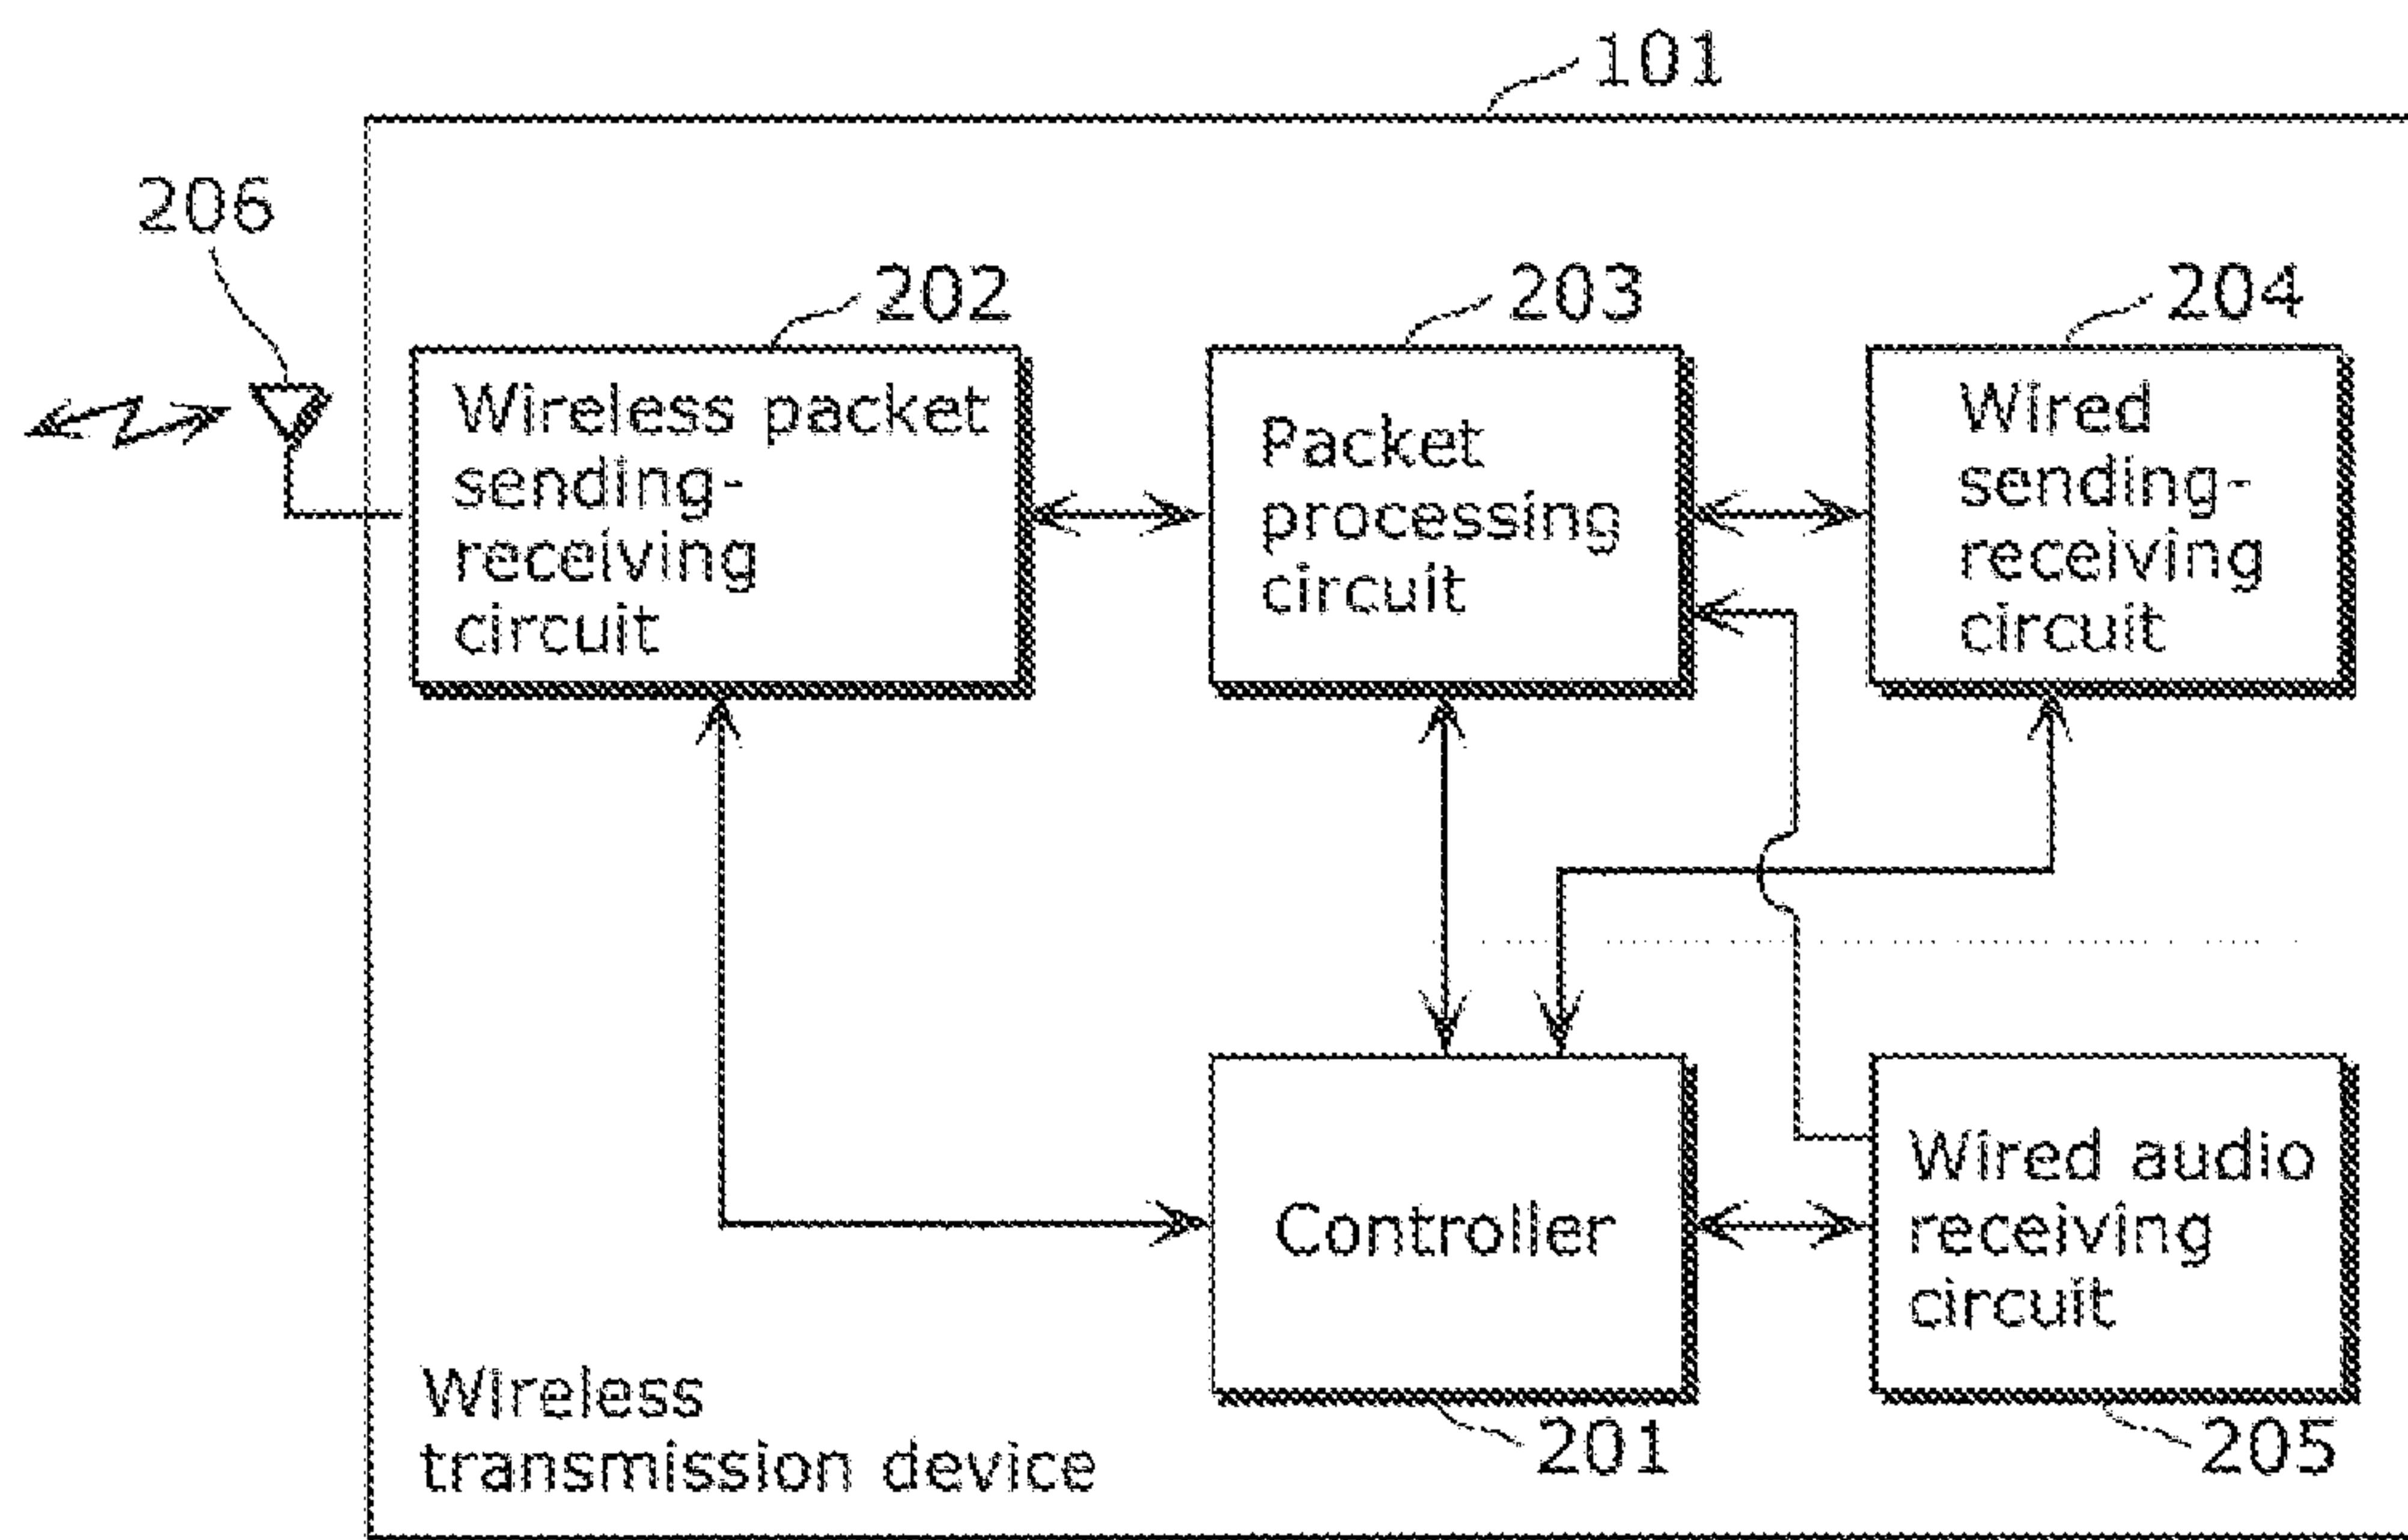 101
206
202
203
204
Wireless packet
sending-
receiving
circuit
Packet
processing
circuit
Wired
sending-
receiving
circuit
Controller
Wired audio
receiving
circuit
Wireless
transmission device
201
205